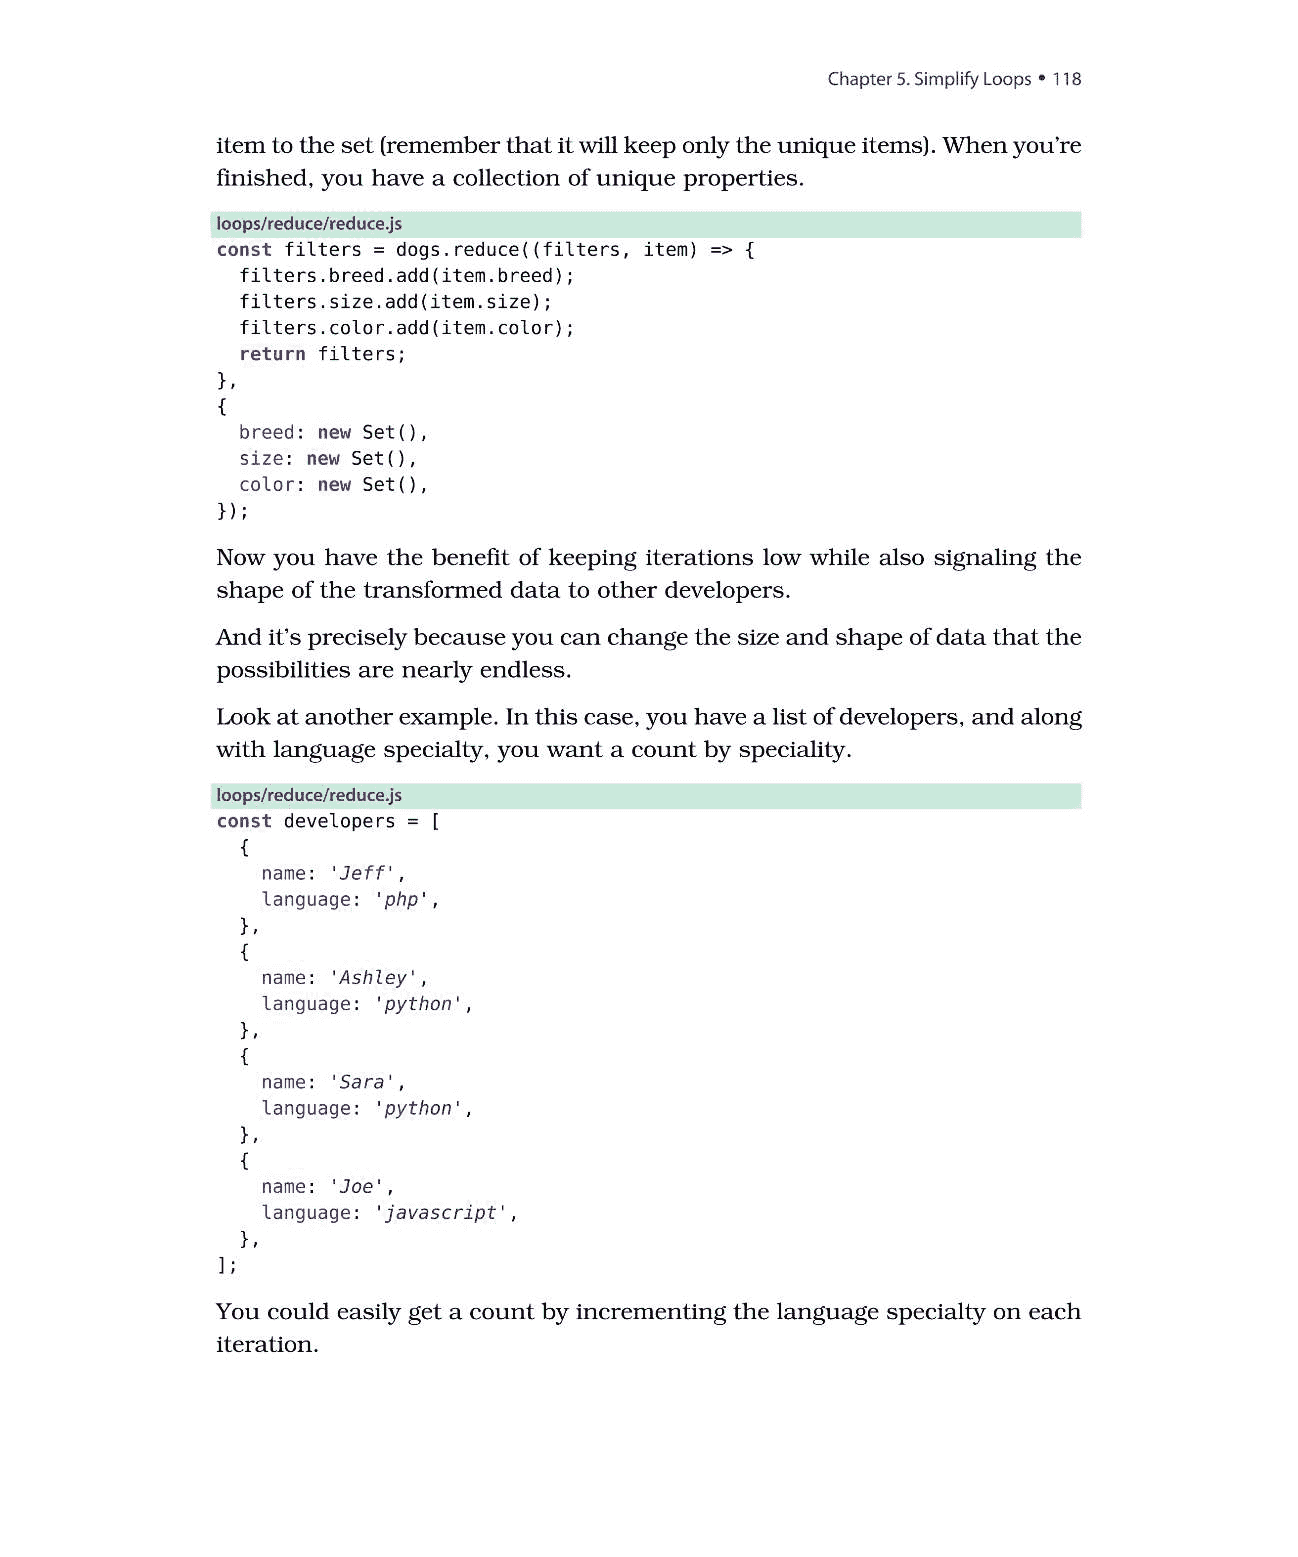 Chapter 5. Simplify Loops • 118
item to the set (remember that it will keep only the unique items). When you’re
finished, you have a collection of unique properties.
loops/reduce/reduce.js
const filters = dogs.reduce((filters, item) => {
  filters.breed.add(item.breed);
  filters.size.add(item.size);
  filters.color.add(item.color);
  return filters;
},
{
  breed: new Set(),
  size: new Set(),
  color: new Set(),
});
Now you have the benefit of keeping iterations low while also signaling the
shape of the transformed data to other developers.
And it’s precisely because you can change the size and shape of data that the
possibilities are nearly endless.
Look at another example. In this case, you have a list of developers, and along
with language specialty, you want a count by speciality.
loops/reduce/reduce.js
const developers = [
  {
    name: 'Jeff',
    language: 'php',
  },
  {
    name: 'Ashley',
    language: 'python',
  },
  {
    name: 'Sara',
    language: 'python',
  },
  {
    name: 'Joe',
    language: 'javascript',
  },
];
You could easily get a count by incrementing the language specialty on each
iteration.